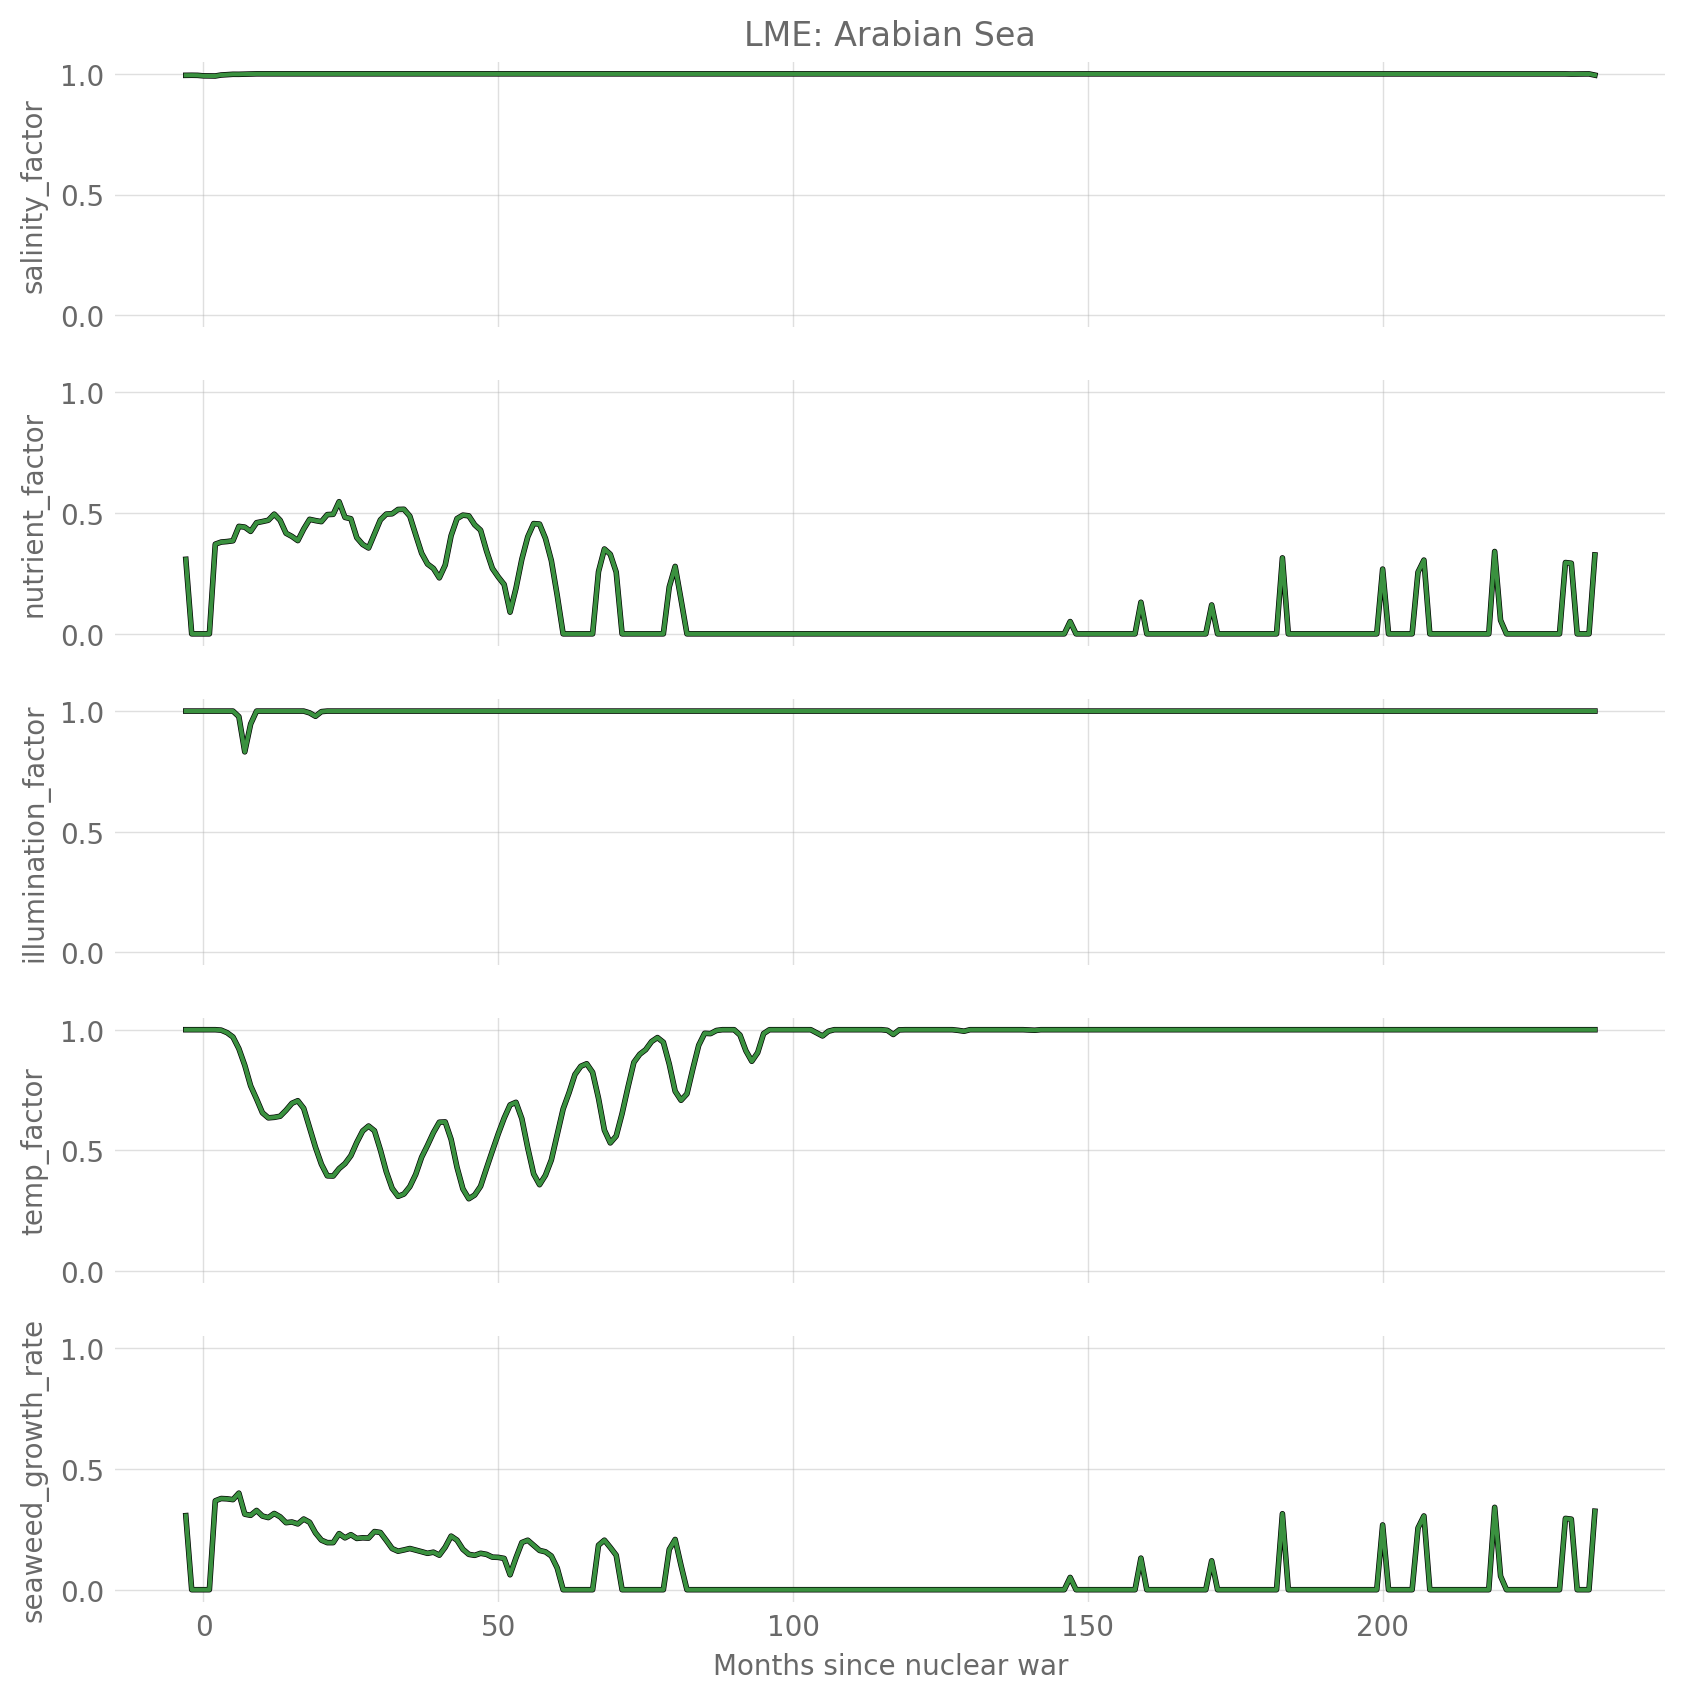 LME: Arabian Sea
salinity_factor
1.0
0.5
0.0
nutrient_factor
1.0
0.5
0.0
illumination_factor
1.0
0.5
0.0
temp_factor
1.0
0.5
0.0
seaweed_growth_rate
1.0
0.5
0.0
0 50 100 150 200
Months since nuclear war